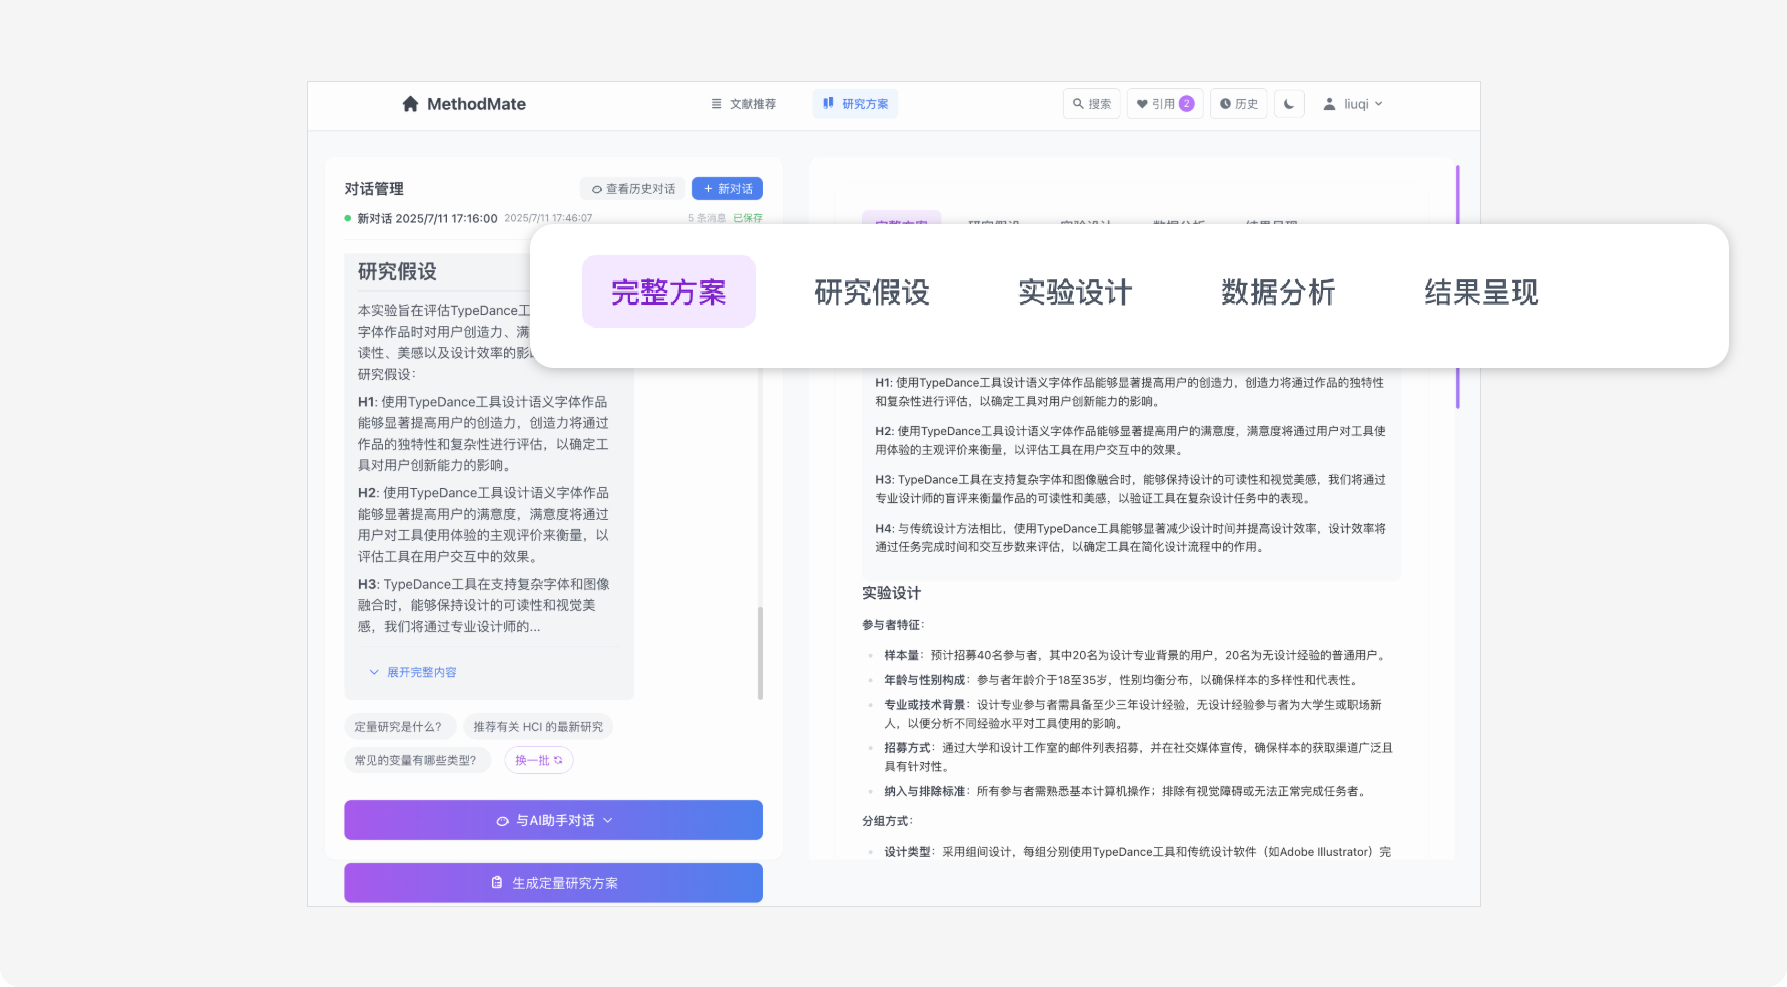 MethodMate
文献推荐
研究方案
搜索
引用 2
历史
liuqi
对话管理
查看历史对话
+ 新对话
新对话 2025/7/11 17:16:00 2025/7/11 17:46:07
5 条消息 已保存
完整方案
研究假设
实验设计
数据分析
结果呈现
研究假设
本实验旨在评估TypeDance工
字体作品时对用户创造力、满
读性、美感以及设计效率的影
研究假设：
H1: 使用TypeDance工具设计语义字体作品
能够显著提高用户的创造力，创造力将通过
作品的独特性和复杂性进行评估，以确定工
具对用户创新能力的影响。
H2: 使用TypeDance工具设计语义字体作品
能够显著提高用户的满意度，满意度将通过
用户对工具使用体验的主观评价来衡量，以
评估工具在用户交互中的效果。
H3: TypeDance工具在支持复杂字体和图像
融合时，能够保持设计的可读性和视觉美
感，我们将通过专业设计师的...
展开完整内容
定量研究是什么?
推荐有关 HCI 的最新研究
常见的变量有哪些类型?
换一批
与AI助手对话
生成定量研究方案
完整方案
研究假设
实验设计
数据分析
结果呈现
H1: 使用TypeDance工具设计语义字体作品能够显著提高用户的创造力，创造力将通过作品的独特性
和复杂性进行评估，以确定工具对用户创新能力的影响。
H2: 使用TypeDance工具设计语义字体作品能够显著提高用户的满意度，满意度将通过用户对工具使
用体验的主观评价来衡量，以评估工具在用户交互中的效果。
H3: TypeDance工具在支持复杂字体和图像融合时，能够保持设计的可读性和视觉美感，我们将通过
专业设计师的盲评来衡量作品的可读性和美感，以验证工具在复杂设计任务中的表现。
H4: 与传统设计方法相比，使用TypeDance工具能够显著减少设计时间并提高设计效率，设计效率将
通过任务完成时间和交互步数来评估，以确定工具在简化设计流程中的作用。
实验设计
参与者特征：
样本量：预计招募40名参与者，其中20名为设计专业背景的用户，20名为无设计经验的普通用户。
年龄与性别构成：参与者年龄介于18至35岁，性别均衡分布，以确保样本的多样性和代表性。
专业或技术背景：设计专业参与者需具备至少三年设计经验，无设计经验参与者为大学生或职场新
人，以便分析不同经验水平对工具使用的影响。
招募方式：通过大学和设计工作室的邮件列表招募，并在社交媒体宣传，确保样本的获取渠道广泛且
具有针对性。
纳入与排除标准：所有参与者需熟悉基本计算机操作；排除有视觉障碍或无法正常完成任务者。
分组方式：
设计类型：采用组间设计，每组分别使用TypeDance工具和传统设计软件（如Adobe Illustrator）完